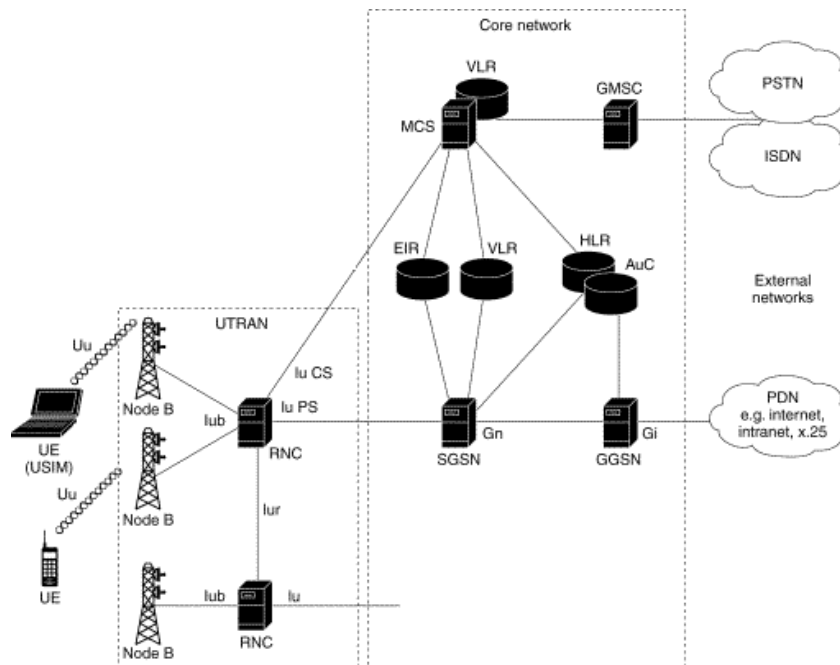 Core network
VLR
GMSC
PSTN
MCS
ISDN
EIR
VLR
HLR
AuC
External
networks
UTRAN
Uu
Iu CS
Node B
Iub
Iu PS
UE
(USIM)
RNC
Gn
SGSN
Gi
GGSN
PDN
e.g. internet,
intranet, x.25
Uu
Node B
Iur
UE
Iub
Iu
RNC
Node B